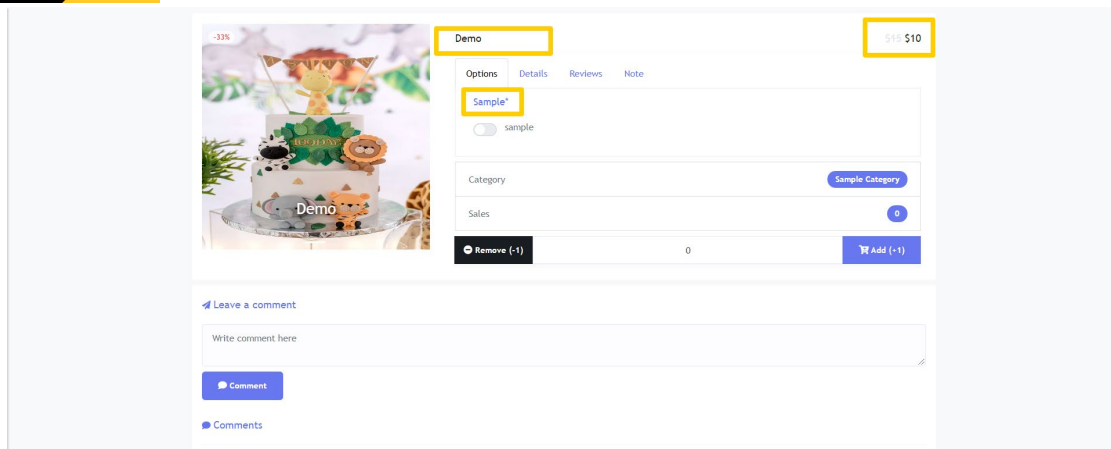 -33%
Demo
Demo
$15 $10
Options Details Reviews Note
Sample*
sample
Category Sample Category
Sales 0
Remove (-1) 0 Add (+1)
Leave a comment
Write comment here
Comment
Comments